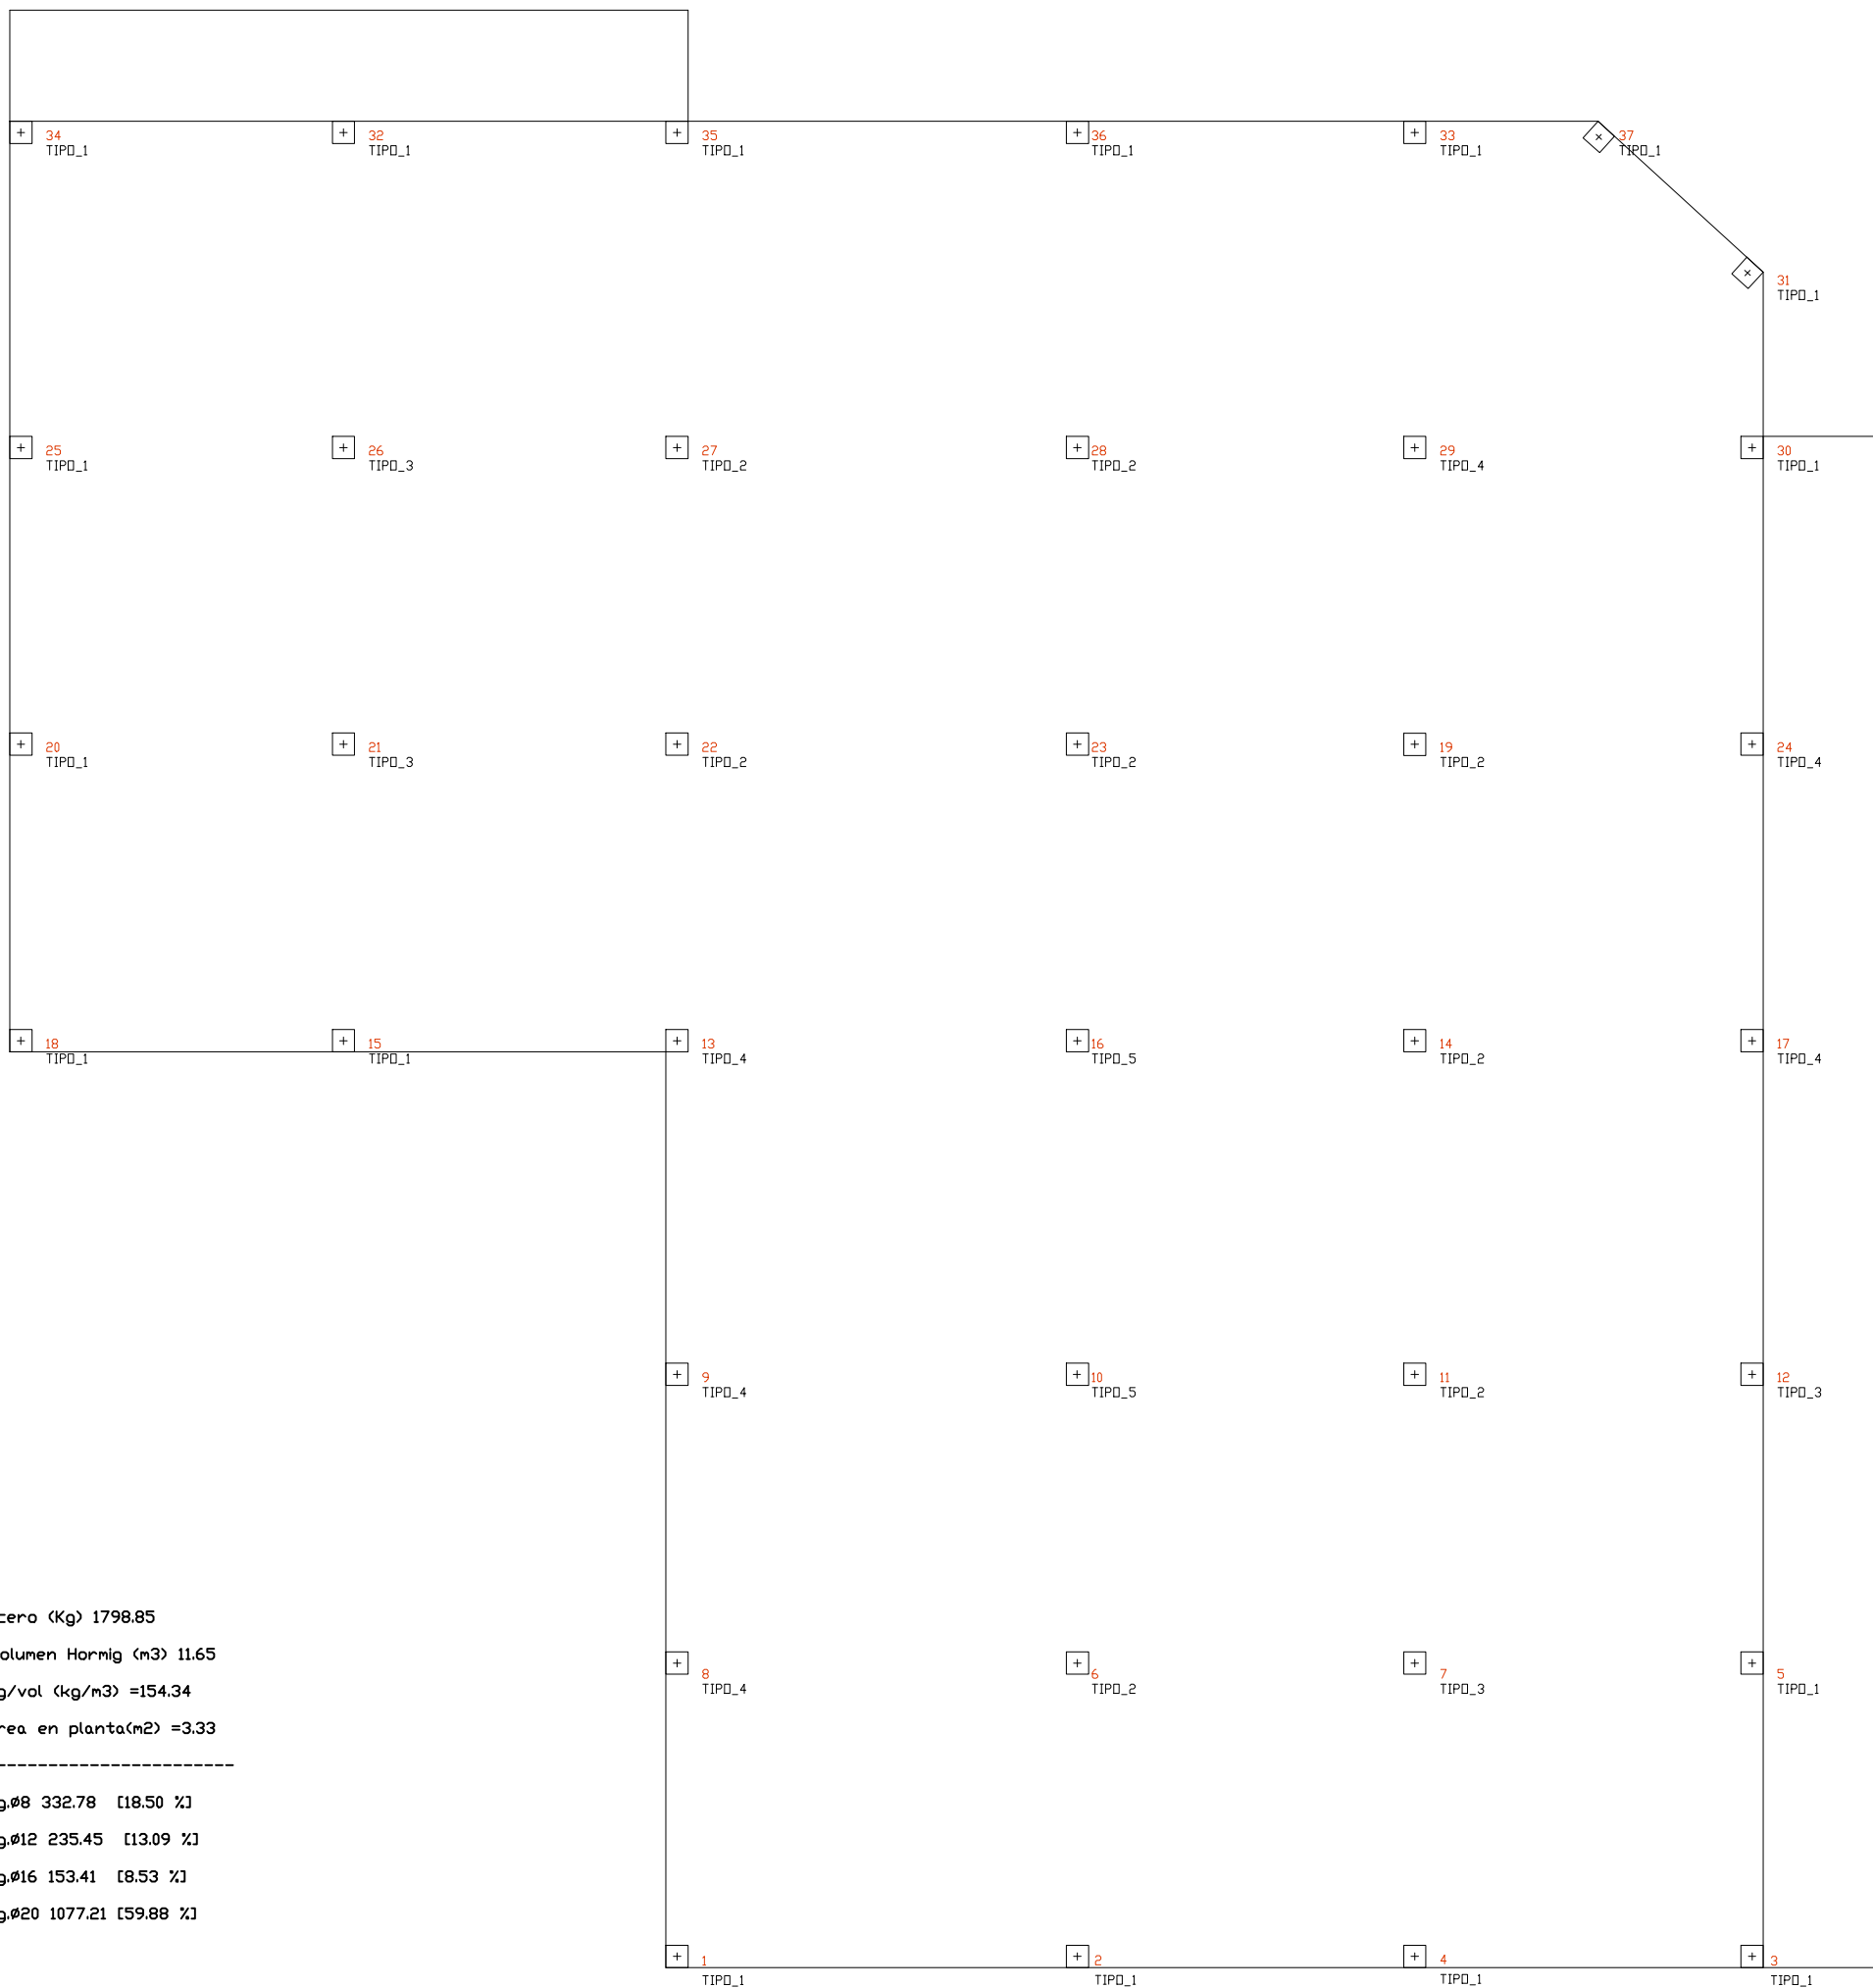 34
TIPO_1
32
TIPO_1
35
TIPO_1
36
TIPO_1
33
TIPO_1
37
TIPO_1
31
TIPO_1
25
TIPO_1
26
TIPO_3
27
TIPO_2
28
TIPO_2
29
TIPO_4
30
TIPO_1
20
TIPO_1
21
TIPO_3
22
TIPO_2
23
TIPO_2
19
TIPO_2
24
TIPO_4
18
TIPO_1
15
TIPO_1
13
TIPO_4
16
TIPO_5
14
TIPO_2
17
TIPO_4
9
TIPO_4
10
TIPO_5
11
TIPO_2
12
TIPO_3
8
TIPO_4
6
TIPO_2
7
TIPO_3
5
TIPO_1
1
TIPO_1
2
TIPO_1
4
TIPO_1
3
TIPO_1
cero (Kg) 1798.85
olumen Hormig (m3) 11.65
g/vol (kg/m3) =154.34
rea en planta(m2) =3.33
-----------------------
g.Ø8 332.78 [18.50 %]
g.Ø12 235.45 [13.09 %]
g.Ø16 153.41 [8.53 %]
g.Ø20 1077.21 [59.88 %]